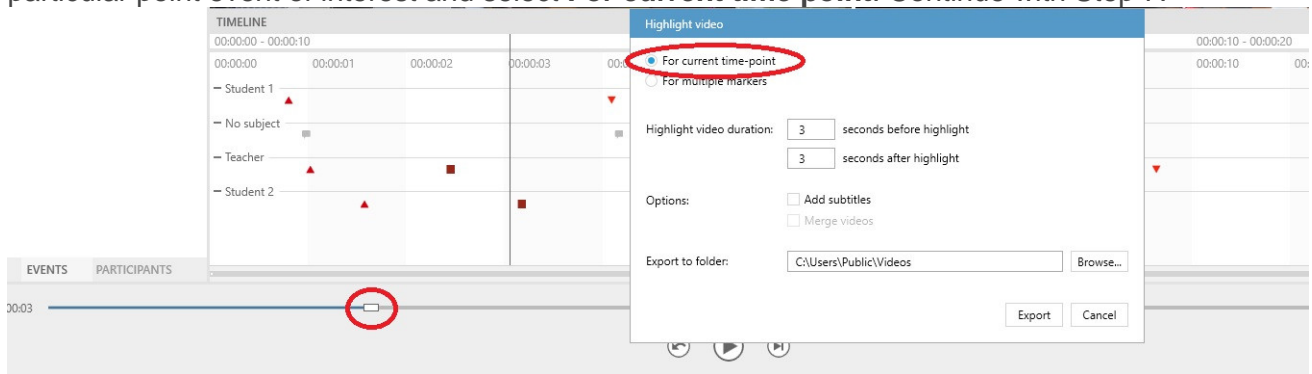 TIMELINE
Highlight video
00:00:00 - 00:00:10
00:00:10 - 00:00:20
00:00:00 00:00:01 00:00:02 00:00:03
00:00:10
For current time-point
For multiple markers
Student 1
No subject
Highlight video duration: 3 seconds before highlight
3 seconds after highlight
Teacher
Student 2
Options: Add subtitles
Merge videos
EVENTS PARTICIPANTS
Export to folder: C:\Users\Public\Videos Browse...
00:03
Export Cancel